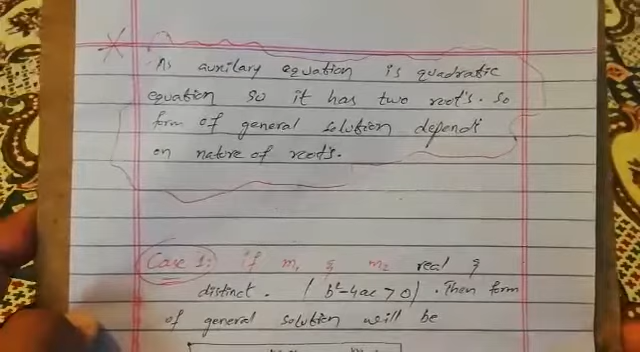 As auxilary equation is quadratic
equation so it has two root's. so
form of general solution depends
on nature of root's.
Case 1: if m₁ & m₂ real &
distinct. (b²-4ac > 0). Then form
of general solution will be